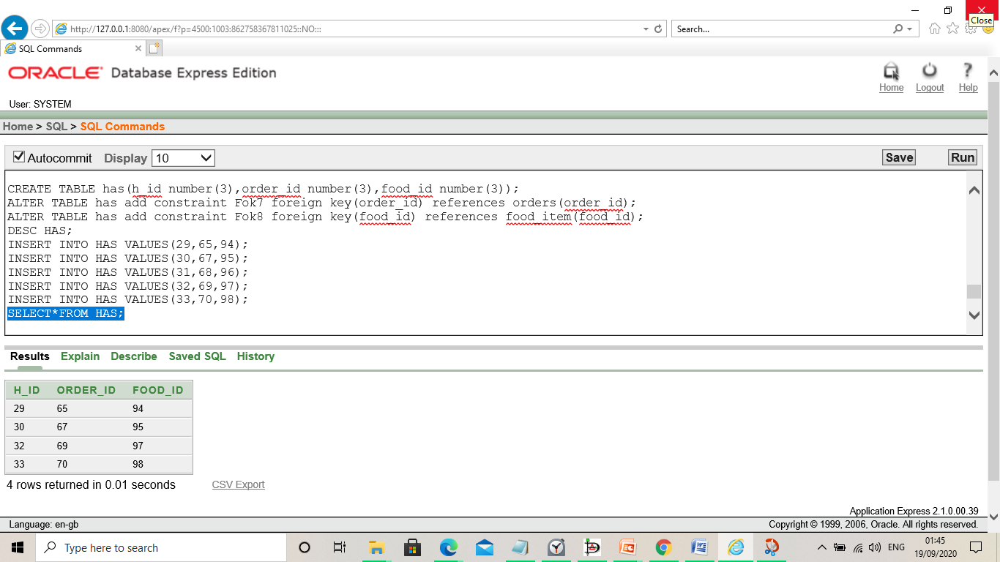 Close
http://127.0.0.1:8080/apex/f?p=4500:1003:862758367811025::NO:::
Search...
SQL Commands
ORACLE Database Express Edition
Home
Logout
Help
User: SYSTEM
Home > SQL > SQL Commands
Autocommit Display 10 Save Run
CREATE TABLE has(h_id number(3),order_id number(3),food_id number(3));
ALTER TABLE has add constraint Fok7 foreign key(order_id) references orders(order_id);
ALTER TABLE has add constraint Fok8 foreign key(food_id) references food_item(food_id);
DESC HAS;
INSERT INTO HAS VALUES(29,65,94);
INSERT INTO HAS VALUES(30,67,95);
INSERT INTO HAS VALUES(31,68,96);
INSERT INTO HAS VALUES(32,69,97);
INSERT INTO HAS VALUES(33,70,98);
SELECT*FROM HAS;
Results Explain Describe Saved SQL History
H_ID ORDER_ID FOOD_ID
29 65 94
30 67 95
32 69 97
33 70 98
4 rows returned in 0.01 seconds CSV Export
Application Express 2.1.0.00.39
Language: en-gb Copyright © 1999, 2006, Oracle. All rights reserved.
Type here to search
ENG
01:45
19/09/2020